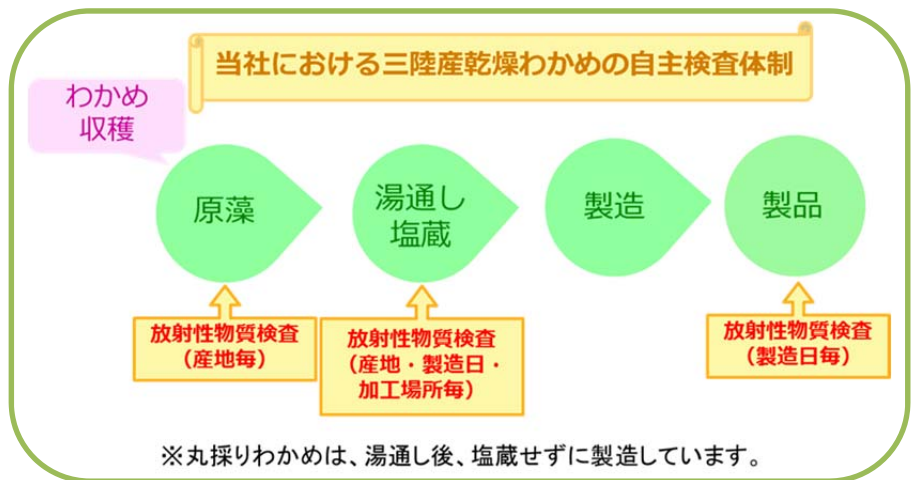 当社における三陸産乾燥わかめの自主検査体制
わかめ
収穫
原藻
湯通し
塩蔵
製造
製品
放射性物質検査
（産地毎）
放射性物質検査
（産地・製造日・
加工場所毎）
放射性物質検査
（製造日毎）
※丸採りわかめは、湯通し後、塩蔵せずに製造しています。